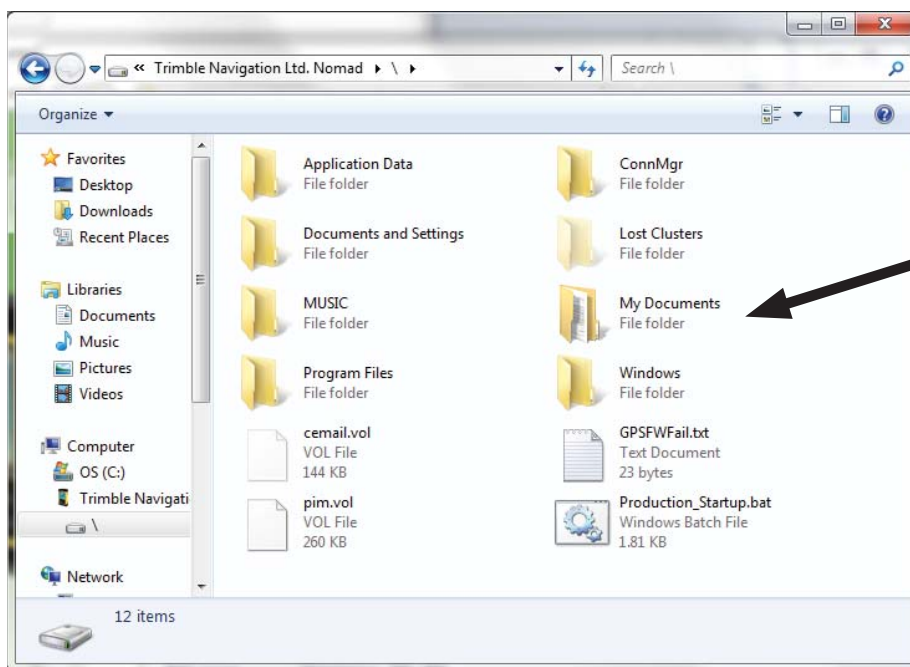 « Trimble Navigation Ltd. Nomad ▸ \ ▸
Search \
Organize
Favorites
Desktop
Downloads
Recent Places
Libraries
Documents
Music
Pictures
Videos
Computer
OS (C:)
Trimble Navigati
\
Network
Application Data
File folder
ConnMgr
File folder
Documents and Settings
File folder
Lost Clusters
File folder
MUSIC
File folder
My Documents
File folder
Program Files
File folder
Windows
File folder
cemail.vol
VOL File
144 KB
GPSFWFail.txt
Text Document
23 bytes
pim.vol
VOL File
260 KB
Production_Startup.bat
Windows Batch File
1.81 KB
12 items